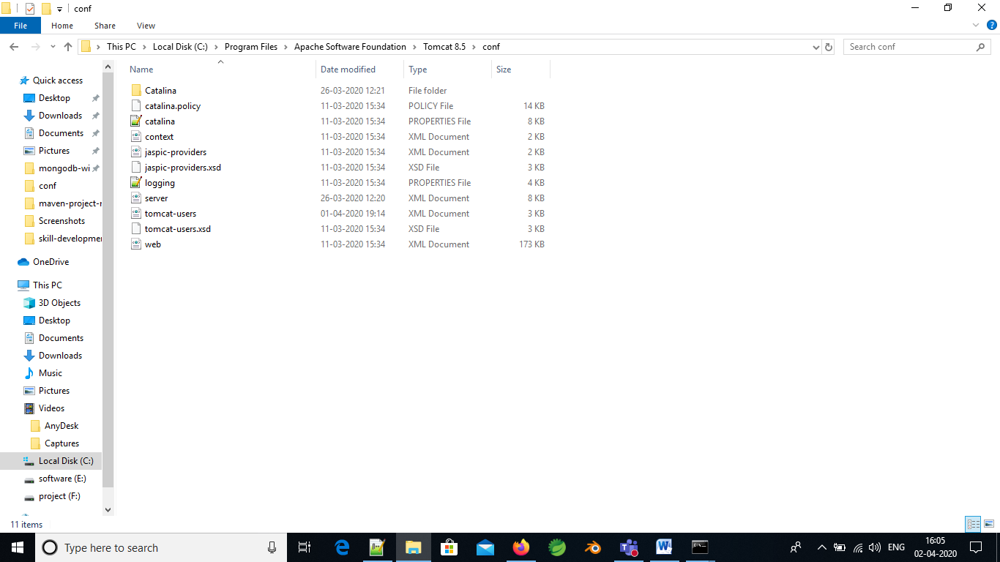 conf
File Home Share View
This PC Local Disk (C:) Program Files Apache Software Foundation Tomcat 8.5 conf
Search conf
Quick access
Desktop
Downloads
Documents
Pictures
mongodb-wi
conf
maven-project-r
Screenshots
skill-developmer
OneDrive
This PC
3D Objects
Desktop
Documents
Downloads
Music
Pictures
Videos
AnyDesk
Captures
Local Disk (C:)
software (E:)
project (F:)
Name Date modified Type Size
Catalina 26-03-2020 12:21 File folder
catalina.policy 11-03-2020 15:34 POLICY File 14 KB
catalina 11-03-2020 15:34 PROPERTIES File 8 KB
context 11-03-2020 15:34 XML Document 2 KB
jaspic-providers 11-03-2020 15:34 XML Document 2 KB
jaspic-providers.xsd 11-03-2020 15:34 XSD File 3 KB
logging 11-03-2020 15:34 PROPERTIES File 4 KB
server 26-03-2020 12:20 XML Document 8 KB
tomcat-users 01-04-2020 19:14 XML Document 3 KB
tomcat-users.xsd 11-03-2020 15:34 XSD File 3 KB
web 11-03-2020 15:34 XML Document 173 KB
11 items
Type here to search
ENG
16:05
02-04-2020